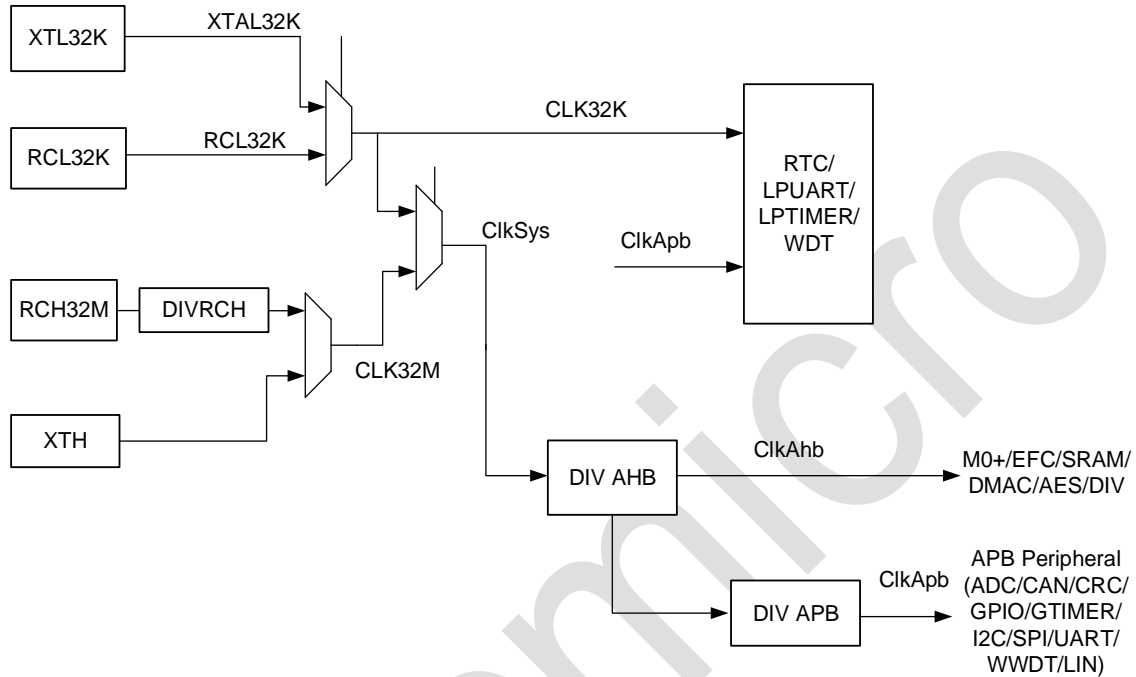 XTL32K
XTAL32K
RCL32K
RCL32K
CLK32K
RTC/
LPUART/
LPTIMER/
WDT
ClkSys
ClkApb
RCH32M
DIVRCH
CLK32M
XTH
DIV AHB
ClkAhb
M0+/EFC/SRAM/
DMAC/AES/DIV
DIV APB
ClkApb
APB Peripheral
(ADC/CAN/CRC/
GPIO/GTIMER/
I2C/SPI/UART/
WWDT/LIN)
emicro